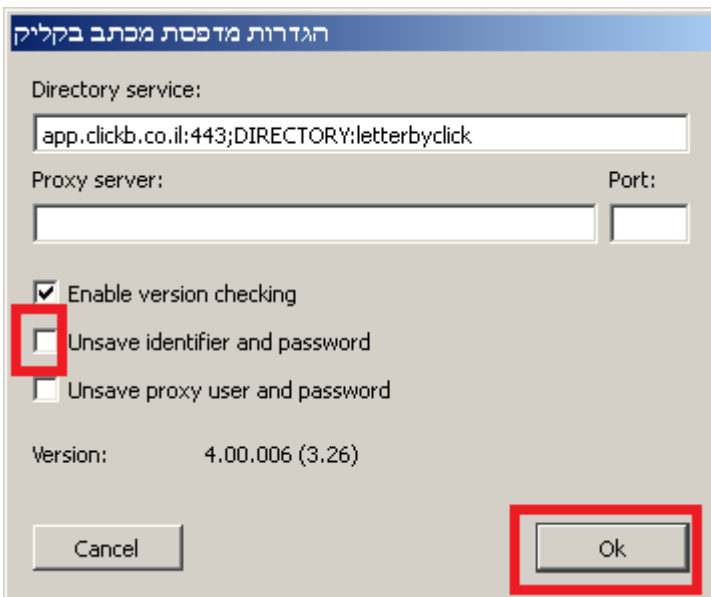 הגדרות מדפסת מכתב בקליק
Directory service:
app.clickb.co.il:443;DIRECTORY:letterbyclick
Proxy server: Port:
Enable version checking
Unsave identifier and password
Unsave proxy user and password
Version: 4.00.006 (3.26)
Cancel Ok